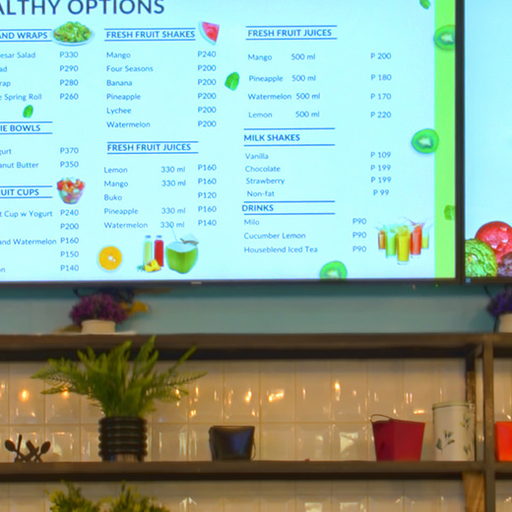 ALTHY OPTIONS
AND WRAPS
esar Salad P330
ad P290
rap P280
e Spring Roll P260
IE BOWLS
gurt P370
anut Butter P350
UIT CUPS
t Cup w Yogurt P240
P200
and Watermelon P160
P150
on P140
FRESH FRUIT SHAKES
Mango P240
Four Seasons P200
Banana P200
Pineapple P200
Lychee P200
Watermelon P200
FRESH FRUIT JUICES
Lemon 330 ml P160
Mango 330 ml P160
Buko P120
Pineapple 330 ml P160
Watermelon 330 ml P140
FRESH FRUIT JUICES
Mango 500 ml P 200
Pineapple 500 ml P 180
Watermelon 500 ml P 170
Lemon 500 ml P 220
MILK SHAKES
Vanilla P 109
Chocolate P 199
Strawberry P 199
Non-fat P 99
DRINKS
Milo P90
Cucumber Lemon P90
Houseblend Iced Tea P90